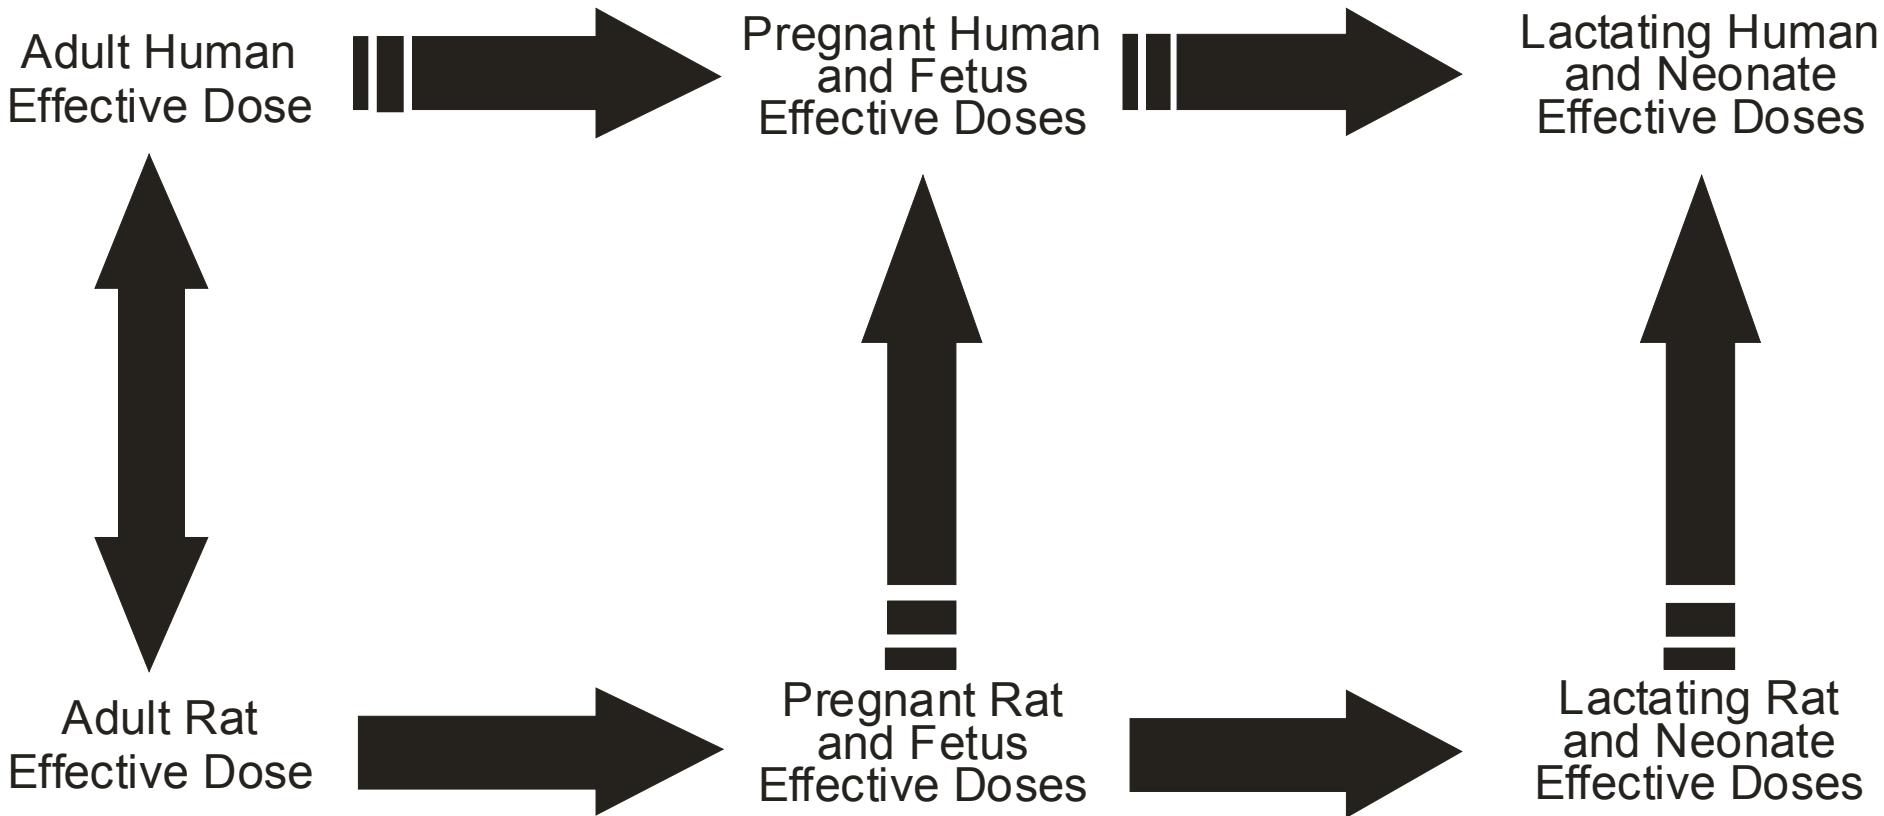 Adult Human
Effective Dose
Pregnant Human
and Fetus
Effective Doses
Lactating Human
and Neonate
Effective Doses
Adult Rat
Effective Dose
Pregnant Rat
and Fetus
Effective Doses
Lactating Rat
and Neonate
Effective Doses